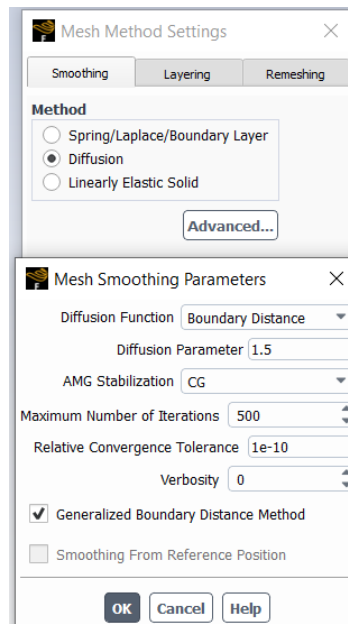 Mesh Method Settings
Smoothing Layering Remeshing
Method
Spring/Laplace/Boundary Layer
Diffusion
Linearly Elastic Solid
Advanced...
F Mesh Smoothing Parameters
Diffusion Function Boundary Distance
Diffusion Parameter 1.5
AMG Stabilization CG
Maximum Number of Iterations 500
Relative Convergence Tolerance 1e-10
Verbosity 0
Generalized Boundary Distance Method
Smoothing From Reference Position
OK Cancel Help